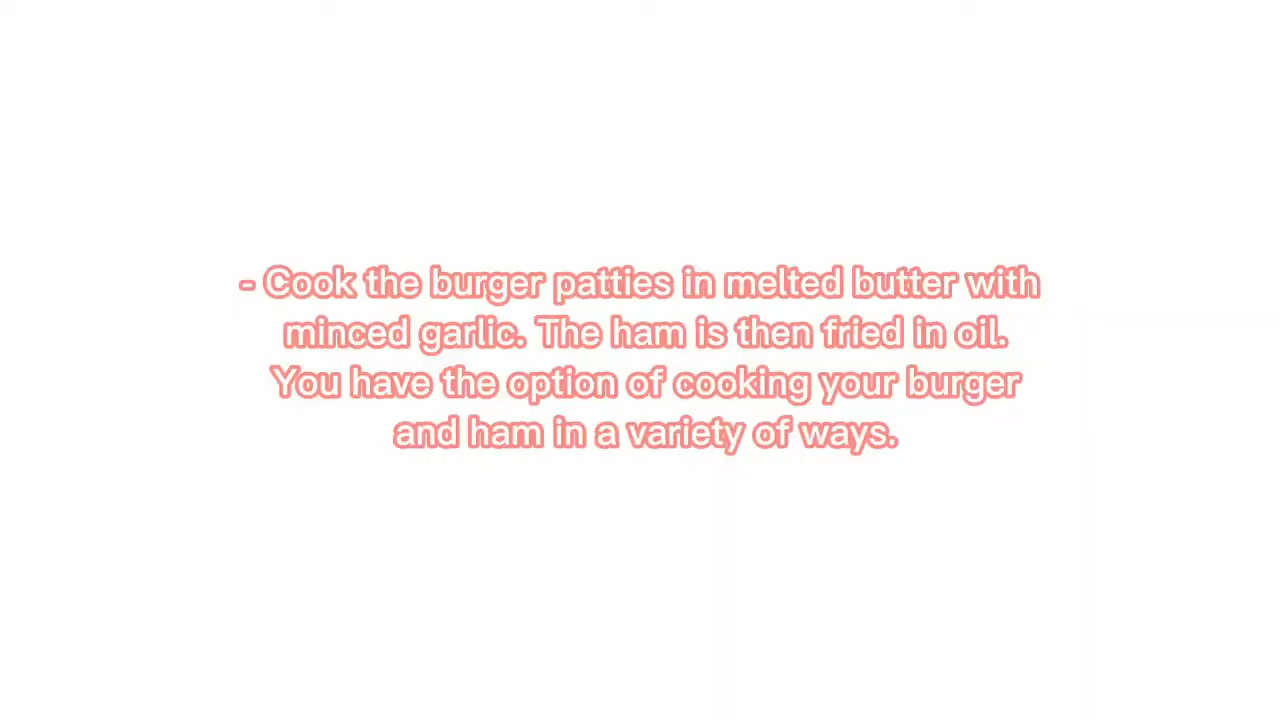 - Cook the burger patties in melted butter with
minced garlic. The ham is then fried in oil.
You have the option of cooking your burger
and ham in a variety of ways.